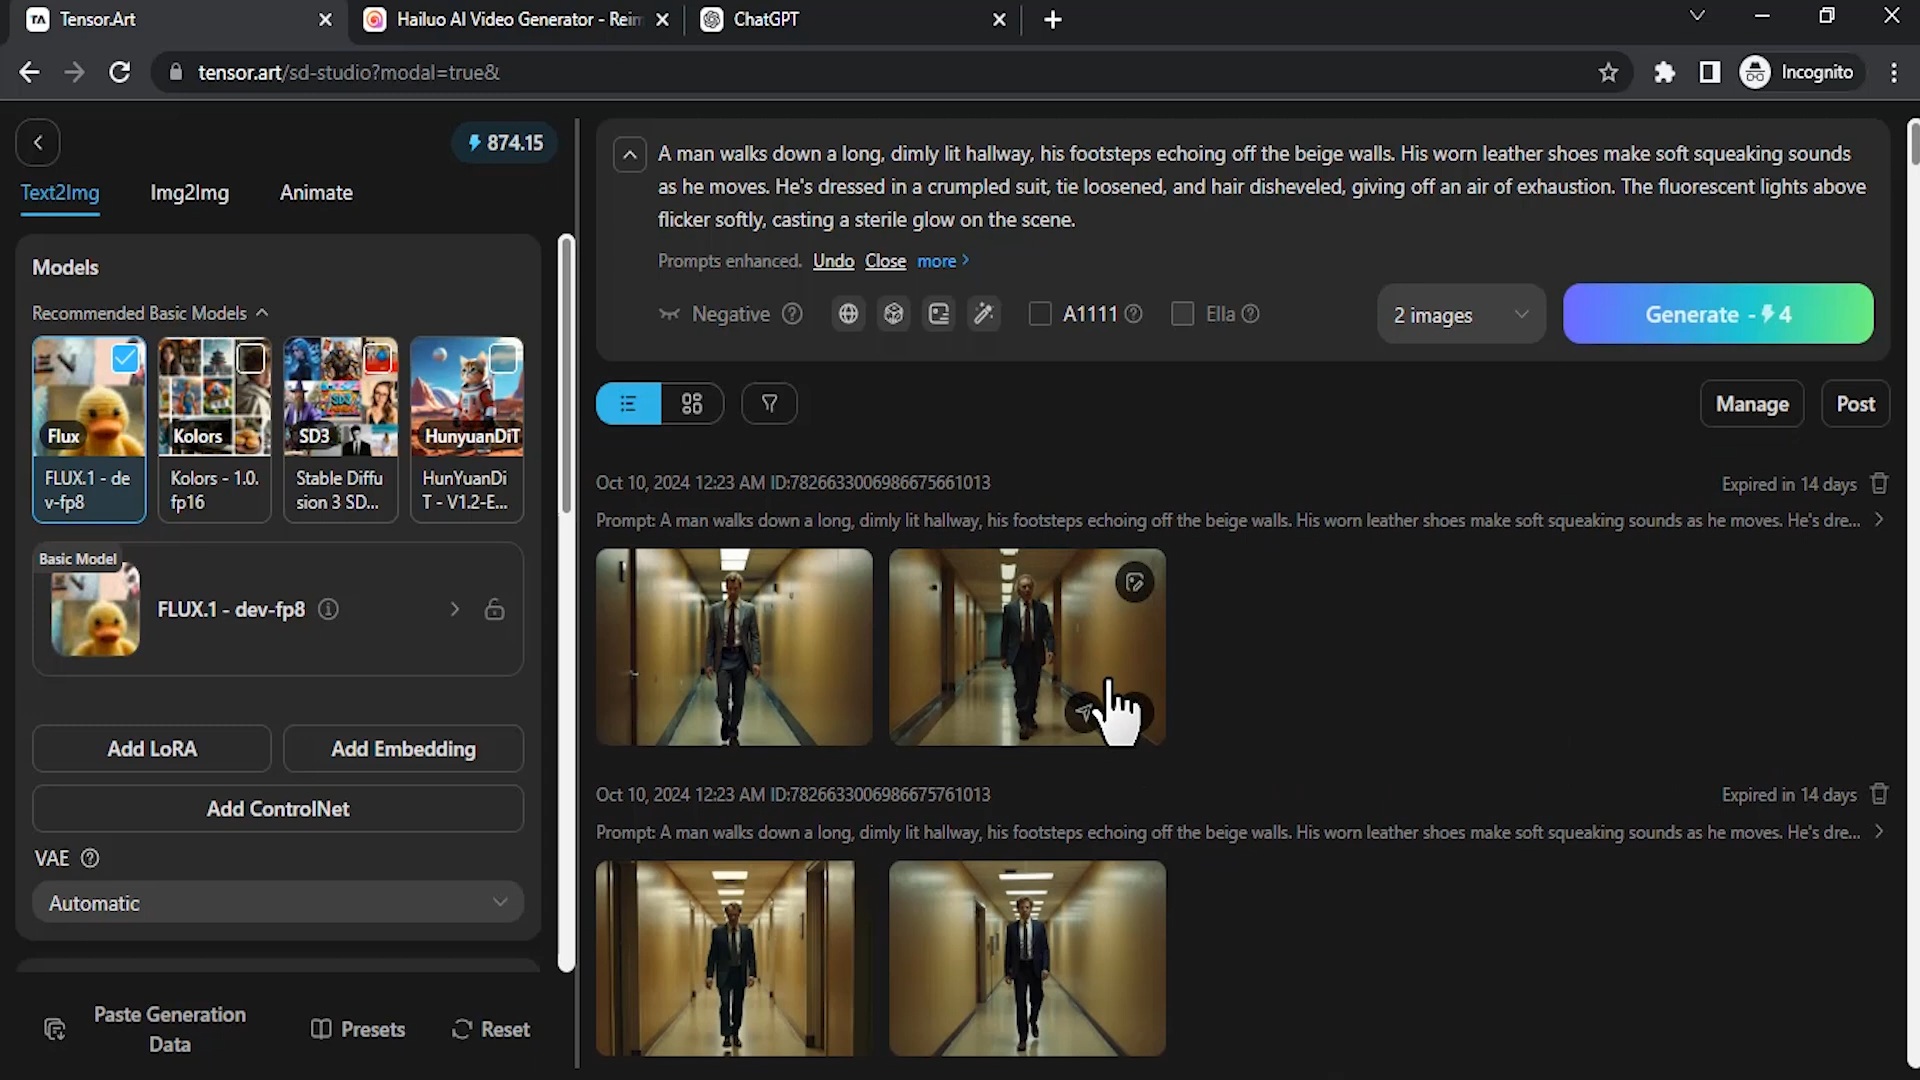 Tensor.Art
Hailuo AI Video Generator - Reim
ChatGPT
tensor.art/sd-studio?modal=true&
Incognito
874.15
Text2Img
Img2Img
Animate
Models
Recommended Basic Models
Flux
Kolors
SD3
HunyuanDiT
FLUX.1 - de
v-fp8
Kolors - 1.0.
fp16
Stable Diffu
sion 3 SD...
HunYuanDi
T - V1.2-E...
Basic Model
FLUX.1 - dev-fp8
Add LoRA
Add Embedding
Add ControlNet
VAE
Automatic
Paste Generation
Data
Presets
Reset
A man walks down a long, dimly lit hallway, his footsteps echoing off the beige walls. His worn leather shoes make soft squeaking sounds
as he moves. He's dressed in a crumpled suit, tie loosened, and hair disheveled, giving off an air of exhaustion. The fluorescent lights above
flicker softly, casting a sterile glow on the scene.
Prompts enhanced. Undo Close more >
Negative
A1111
Ella
2 images
Generate - 4
Manage
Post
Oct 10, 2024 12:23 AM ID:782663300698667566 1013
Expired in 14 days
Prompt: A man walks down a long, dimly lit hallway, his footsteps echoing off the beige walls. His worn leather shoes make soft squeaking sounds as he moves. He's dre...
Oct 10, 2024 12:23 AM ID:782663300698667576 1013
Expired in 14 days
Prompt: A man walks down a long, dimly lit hallway, his footsteps echoing off the beige walls. His worn leather shoes make soft squeaking sounds as he moves. He's dre...